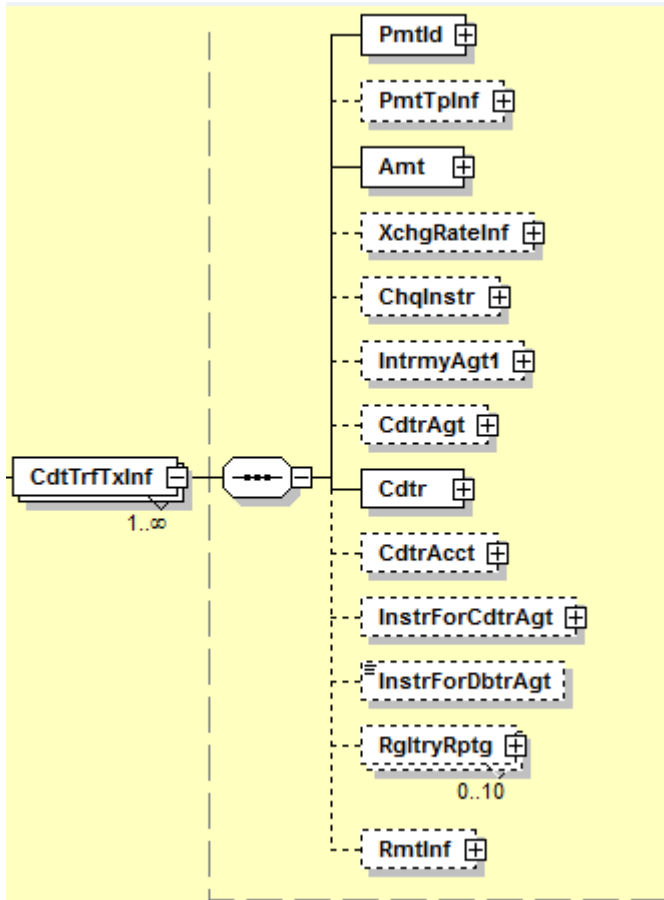 PmtId
PmtTpInf
Amt
XchgRateInf
ChqInstr
IntrmyAgt1
CdtrAgt
CdtTrfTxInf
1..∞
Cdtr
CdtrAcct
InstrForCdtrAgt
InstrForDbtrAgt
RgltryRptg
0..10
RmtInf